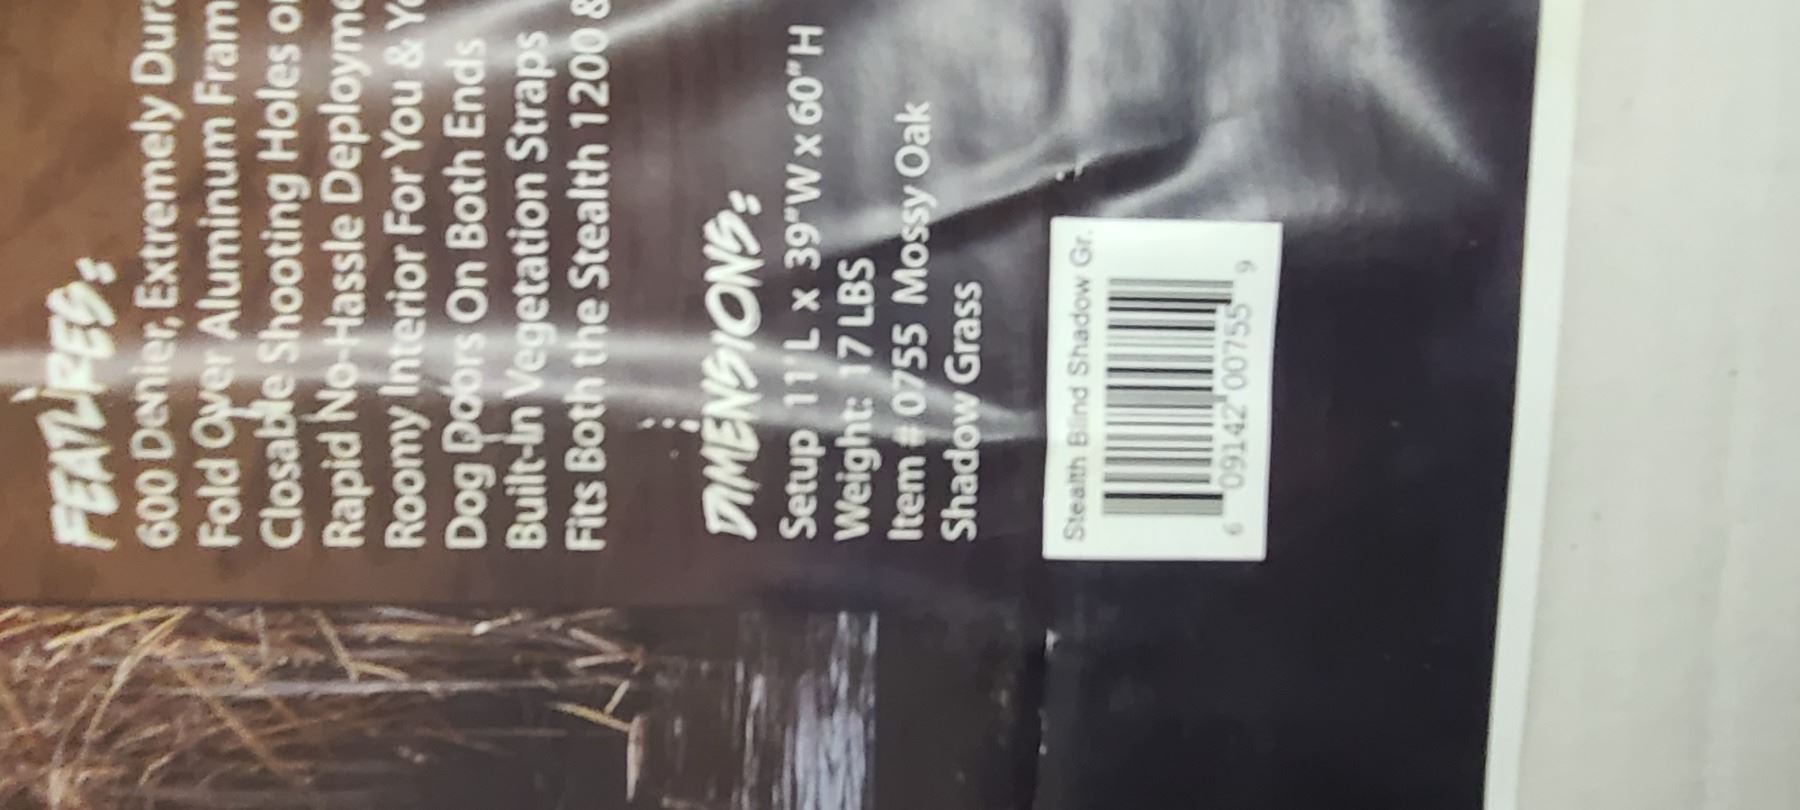 FEATURES:
600 Denier, Extremely Dura
Fold Over Aluminum Fram
Closable Shooting Holes o
Rapid No-Hassle Deployme
Roomy Interior For You & Yo
Dog Doors On Both Ends
Built-In Vegetation Straps
Fits Both the Stealth 1200 &
DIMENSIONS:
Setup 11' L x 39"W x 60"H
Weight: 17 LBS
Item # 0755 Mossy Oak
Shadow Grass
Stealth Blind Shadow Gr.
6 09142 00755 9